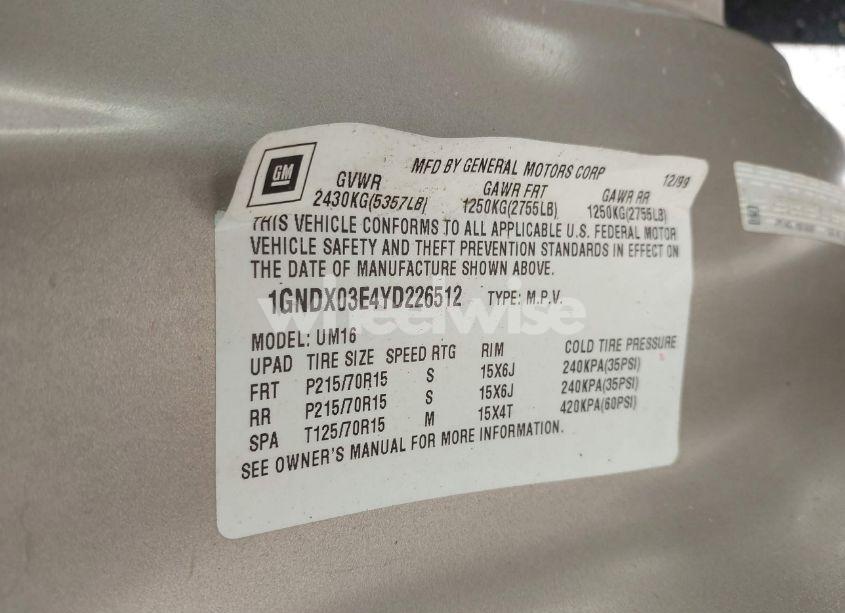 GM
MFD BY GENERAL MOTORS CORP 12/99
GVWR GAWR FRT GAWR RR
2430KG(5357LB) 1250KG(2755LB) 1250KG(2755LB)
THIS VEHICLE CONFORMS TO ALL APPLICABLE U.S. FEDERAL MOTOR
VEHICLE SAFETY AND THEFT PREVENTION STANDARDS IN EFFECT ON
THE DATE OF MANUFACTURE SHOWN ABOVE.
1GNDX03E4YD226512 TYPE: M.P.V.
wheelwise
MODEL: UM16
UPAD TIRE SIZE SPEED RTG RIM COLD TIRE PRESSURE
FRT P215/70R15 S 15X6J 240KPA(35PSI)
RR P215/70R15 S 15X6J 240KPA(35PSI)
SPA T125/70R15 M 15X4T 420KPA(60PSI)
SEE OWNER'S MANUAL FOR MORE INFORMATION.